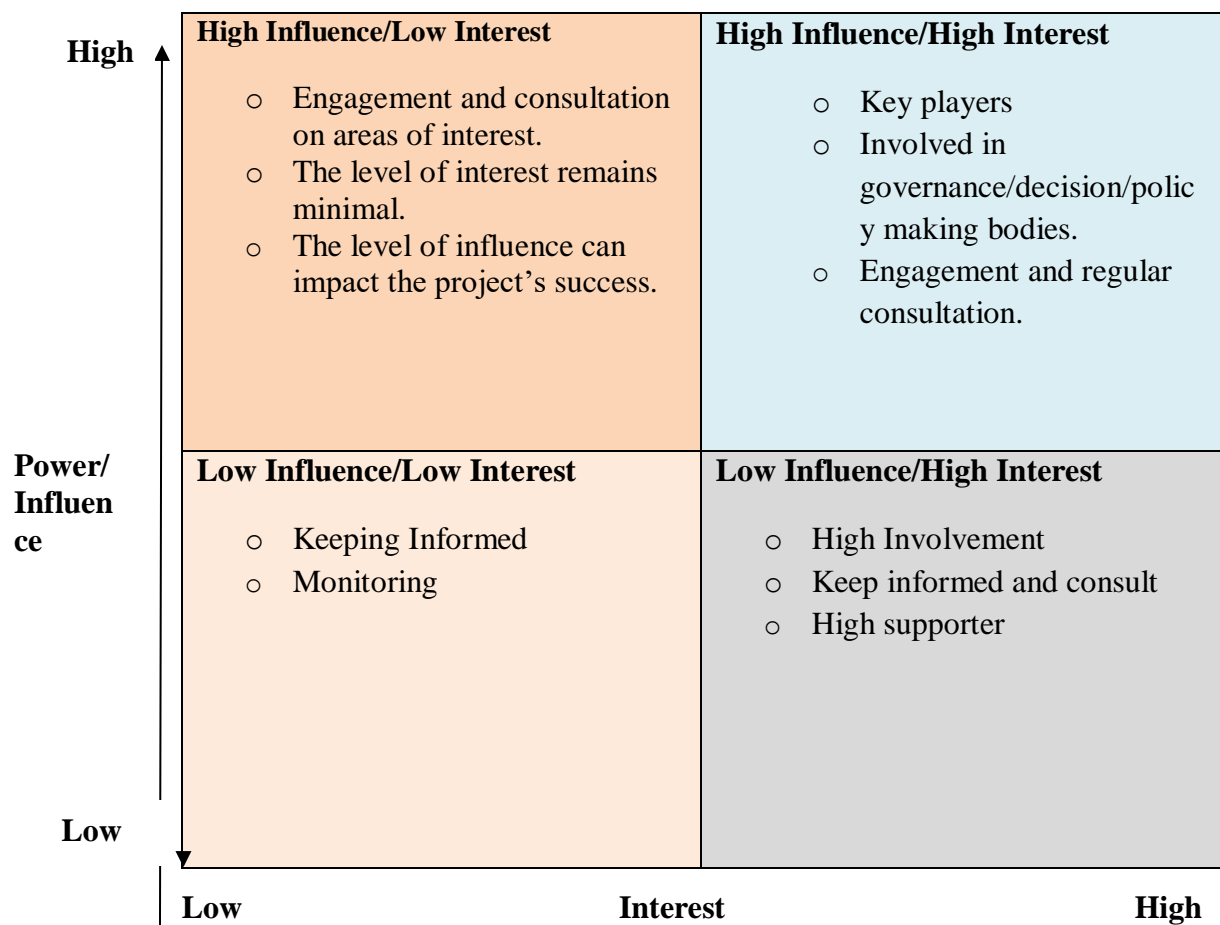 High
High Influence/Low Interest
o Engagement and consultation
on areas of interest.
o The level of interest remains
minimal.
o The level of influence can
impact the project’s success.
High Influence/High Interest
o Key players
o Involved in
governance/decision/polic
y making bodies.
o Engagement and regular
consultation.
Power/
Influen
ce
Low Influence/Low Interest
o Keeping Informed
o Monitoring
Low Influence/High Interest
o High Involvement
o Keep informed and consult
o High supporter
Low
Low Interest High